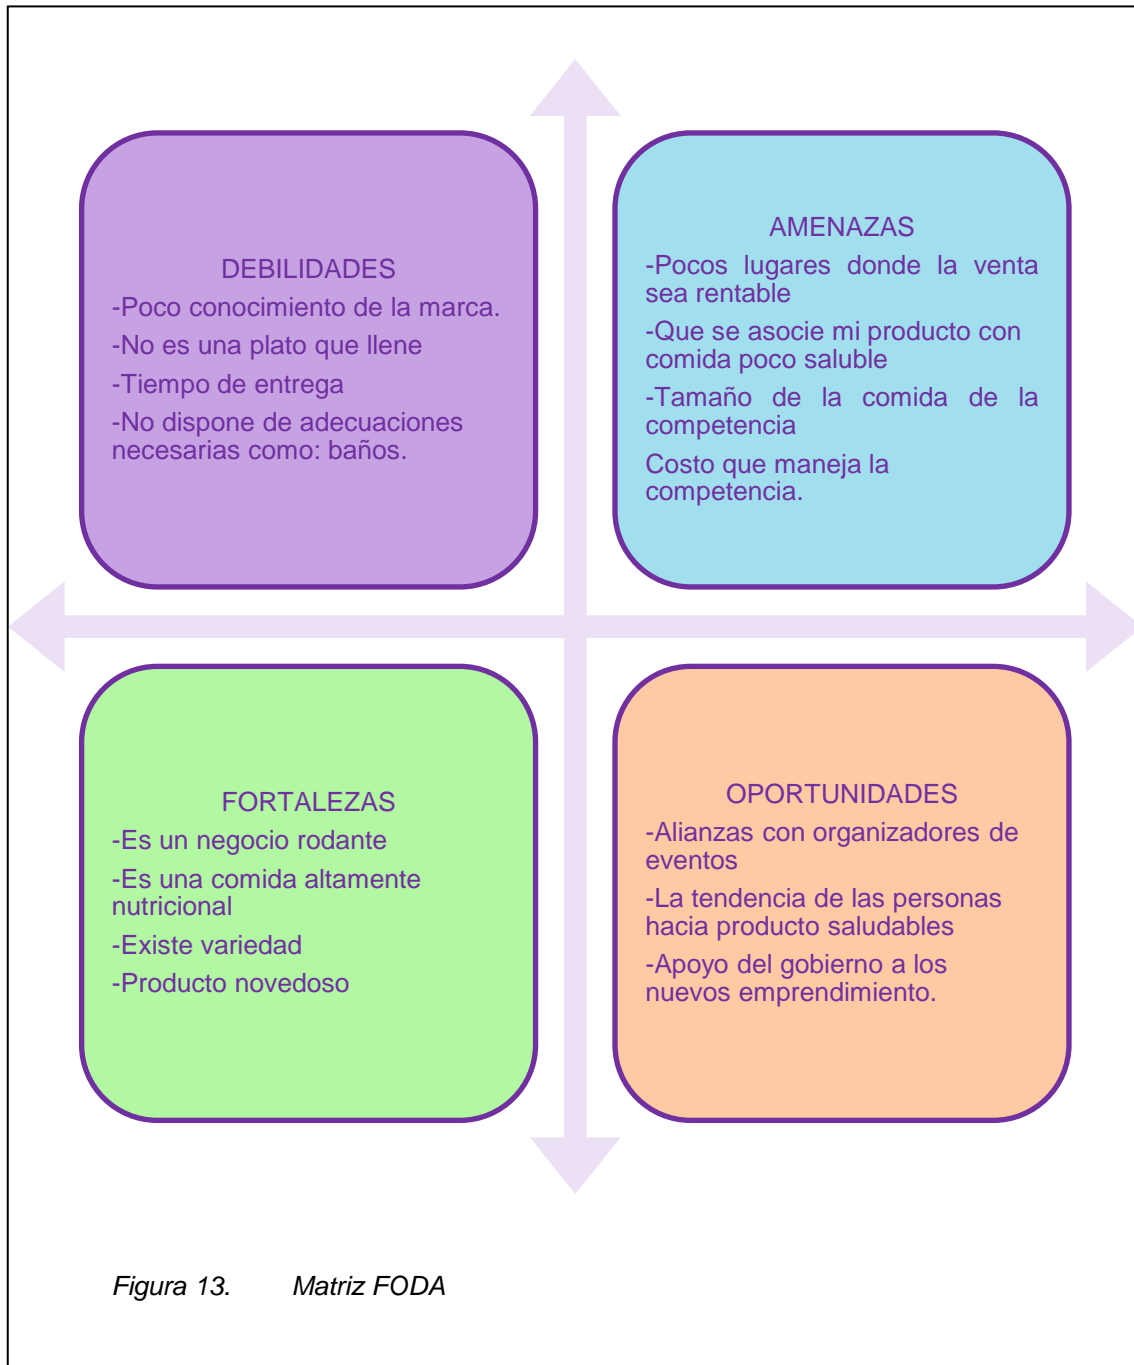 DEBILIDADES
-Poco conocimiento de la marca.
-No es una plato que llene
-Tiempo de entrega
-No dispone de adecuaciones
necesarias como: baños.
AMENAZAS
-Pocos lugares donde la venta
sea rentable
-Que se asocie mi producto con
comida poco saluble
-Tamaño de la comida de la
competencia
Costo que maneja la
competencia.
FORTALEZAS
-Es un negocio rodante
-Es una comida altamente
nutricional
-Existe variedad
-Producto novedoso
OPORTUNIDADES
-Alianzas con organizadores de
eventos
-La tendencia de las personas
hacia producto saludables
-Apoyo del gobierno a los
nuevos emprendimiento.
Figura 13. Matriz FODA